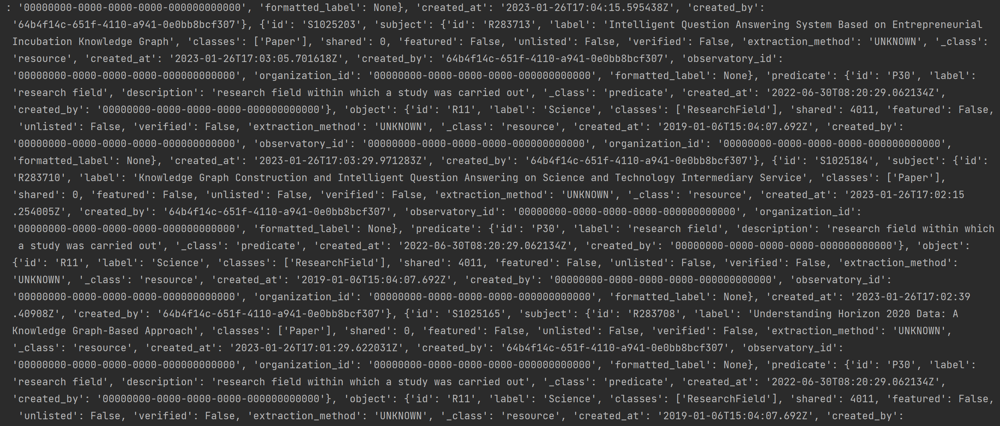 : '00000000-0000-0000-0000-000000000000', 'formatted_label': None}, 'created_at': '2023-01-26T17:04:15.595438Z', 'created_by':
'64b4f14c-651f-4110-a941-0e0bb8bcf307'}, {'id': 'S1025203', 'subject': {'id': 'R283713', 'label': 'Intelligent Question Answering System Based on Entrepreneurial
Incubation Knowledge Graph', 'classes': ['Paper'], 'shared': 0, 'featured': False, 'unlisted': False, 'verified': False, 'extraction_method': 'UNKNOWN', '_class':
'resource', 'created_at': '2023-01-26T17:03:05.701618Z', 'created_by': '64b4f14c-651f-4110-a941-0e0bb8bcf307', 'observatory_id':
'00000000-0000-0000-0000-000000000000', 'organization_id': '00000000-0000-0000-0000-000000000000', 'formatted_label': None}, 'predicate': {'id': 'P30', 'label':
'research field', 'description': 'research field within which a study was carried out', '_class': 'predicate', 'created_at': '2022-06-30T08:20:29.062134Z',
'created_by': '00000000-0000-0000-0000-000000000000'}, 'object': {'id': 'R11', 'label': 'Science', 'classes': ['ResearchField'], 'shared': 4011, 'featured': False,
'unlisted': False, 'verified': False, 'extraction_method': 'UNKNOWN', '_class': 'resource', 'created_at': '2019-01-06T15:04:07.692Z', 'created_by':
'00000000-0000-0000-0000-000000000000', 'observatory_id': '00000000-0000-0000-0000-000000000000', 'organization_id': '00000000-0000-0000-0000-000000000000',
'formatted_label': None}, 'created_at': '2023-01-26T17:03:29.971283Z', 'created_by': '64b4f14c-651f-4110-a941-0e0bb8bcf307'}, {'id': 'S1025184', 'subject': {'id':
'R283710', 'label': 'Knowledge Graph Construction and Intelligent Question Answering on Science and Technology Intermediary Service', 'classes': ['Paper'],
'shared': 0, 'featured': False, 'unlisted': False, 'verified': False, 'extraction_method': 'UNKNOWN', '_class': 'resource', 'created_at': '2023-01-26T17:02:15
.254005Z', 'created_by': '64b4f14c-651f-4110-a941-0e0bb8bcf307', 'observatory_id': '00000000-0000-0000-0000-000000000000', 'organization_id':
'00000000-0000-0000-0000-000000000000', 'formatted_label': None}, 'predicate': {'id': 'P30', 'label': 'research field', 'description': 'research field within which
a study was carried out', '_class': 'predicate', 'created_at': '2022-06-30T08:20:29.062134Z', 'created_by': '00000000-0000-0000-0000-000000000000'}, 'object':
{'id': 'R11', 'label': 'Science', 'classes': ['ResearchField'], 'shared': 4011, 'featured': False, 'unlisted': False, 'verified': False, 'extraction_method':
'UNKNOWN', '_class': 'resource', 'created_at': '2019-01-06T15:04:07.692Z', 'created_by': '00000000-0000-0000-0000-000000000000', 'observatory_id':
'00000000-0000-0000-0000-000000000000', 'organization_id': '00000000-0000-0000-0000-000000000000', 'formatted_label': None}, 'created_at': '2023-01-26T17:02:39
.40908Z', 'created_by': '64b4f14c-651f-4110-a941-0e0bb8bcf307'}, {'id': 'S1025165', 'subject': {'id': 'R283708', 'label': 'Understanding Horizon 2020 Data: A
Knowledge Graph-Based Approach', 'classes': ['Paper'], 'shared': 0, 'featured': False, 'unlisted': False, 'verified': False, 'extraction_method': 'UNKNOWN',
'_class': 'resource', 'created_at': '2023-01-26T17:01:29.622031Z', 'created_by': '64b4f14c-651f-4110-a941-0e0bb8bcf307', 'observatory_id':
'00000000-0000-0000-0000-000000000000', 'organization_id': '00000000-0000-0000-0000-000000000000', 'formatted_label': None}, 'predicate': {'id': 'P30', 'label':
'research field', 'description': 'research field within which a study was carried out', '_class': 'predicate', 'created_at': '2022-06-30T08:20:29.062134Z',
'created_by': '00000000-0000-0000-0000-000000000000'}, 'object': {'id': 'R11', 'label': 'Science', 'classes': ['ResearchField'], 'shared': 4011, 'featured': False,
'unlisted': False, 'verified': False, 'extraction_method': 'UNKNOWN', '_class': 'resource', 'created_at': '2019-01-06T15:04:07.692Z', 'created_by':